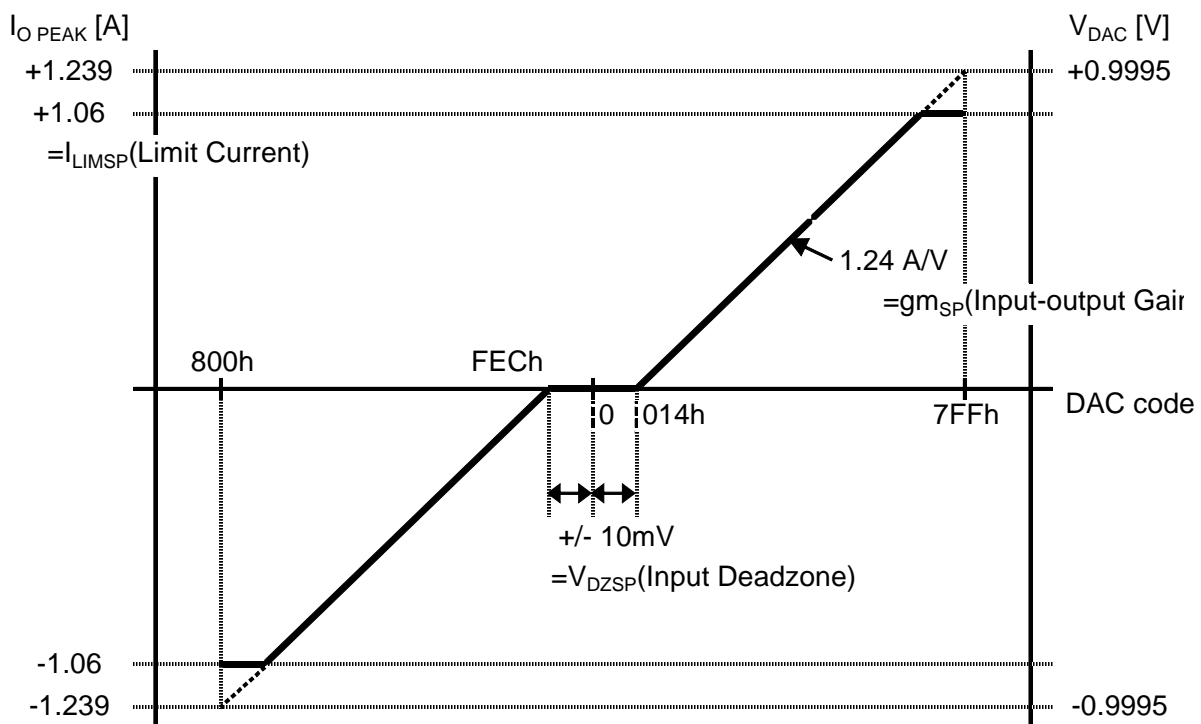 I_O PEAK [A]
V_DAC [V]
+1.239
+0.9995
+1.06
=I_LIMSP(Limit Current)
1.24 A/V
=gm_SP(Input-output Gai
800h
FECh
0
014h
7FFh
DAC code
+/- 10mV
=V_DZSP(Input Deadzone)
-1.06
-1.239
-0.9995